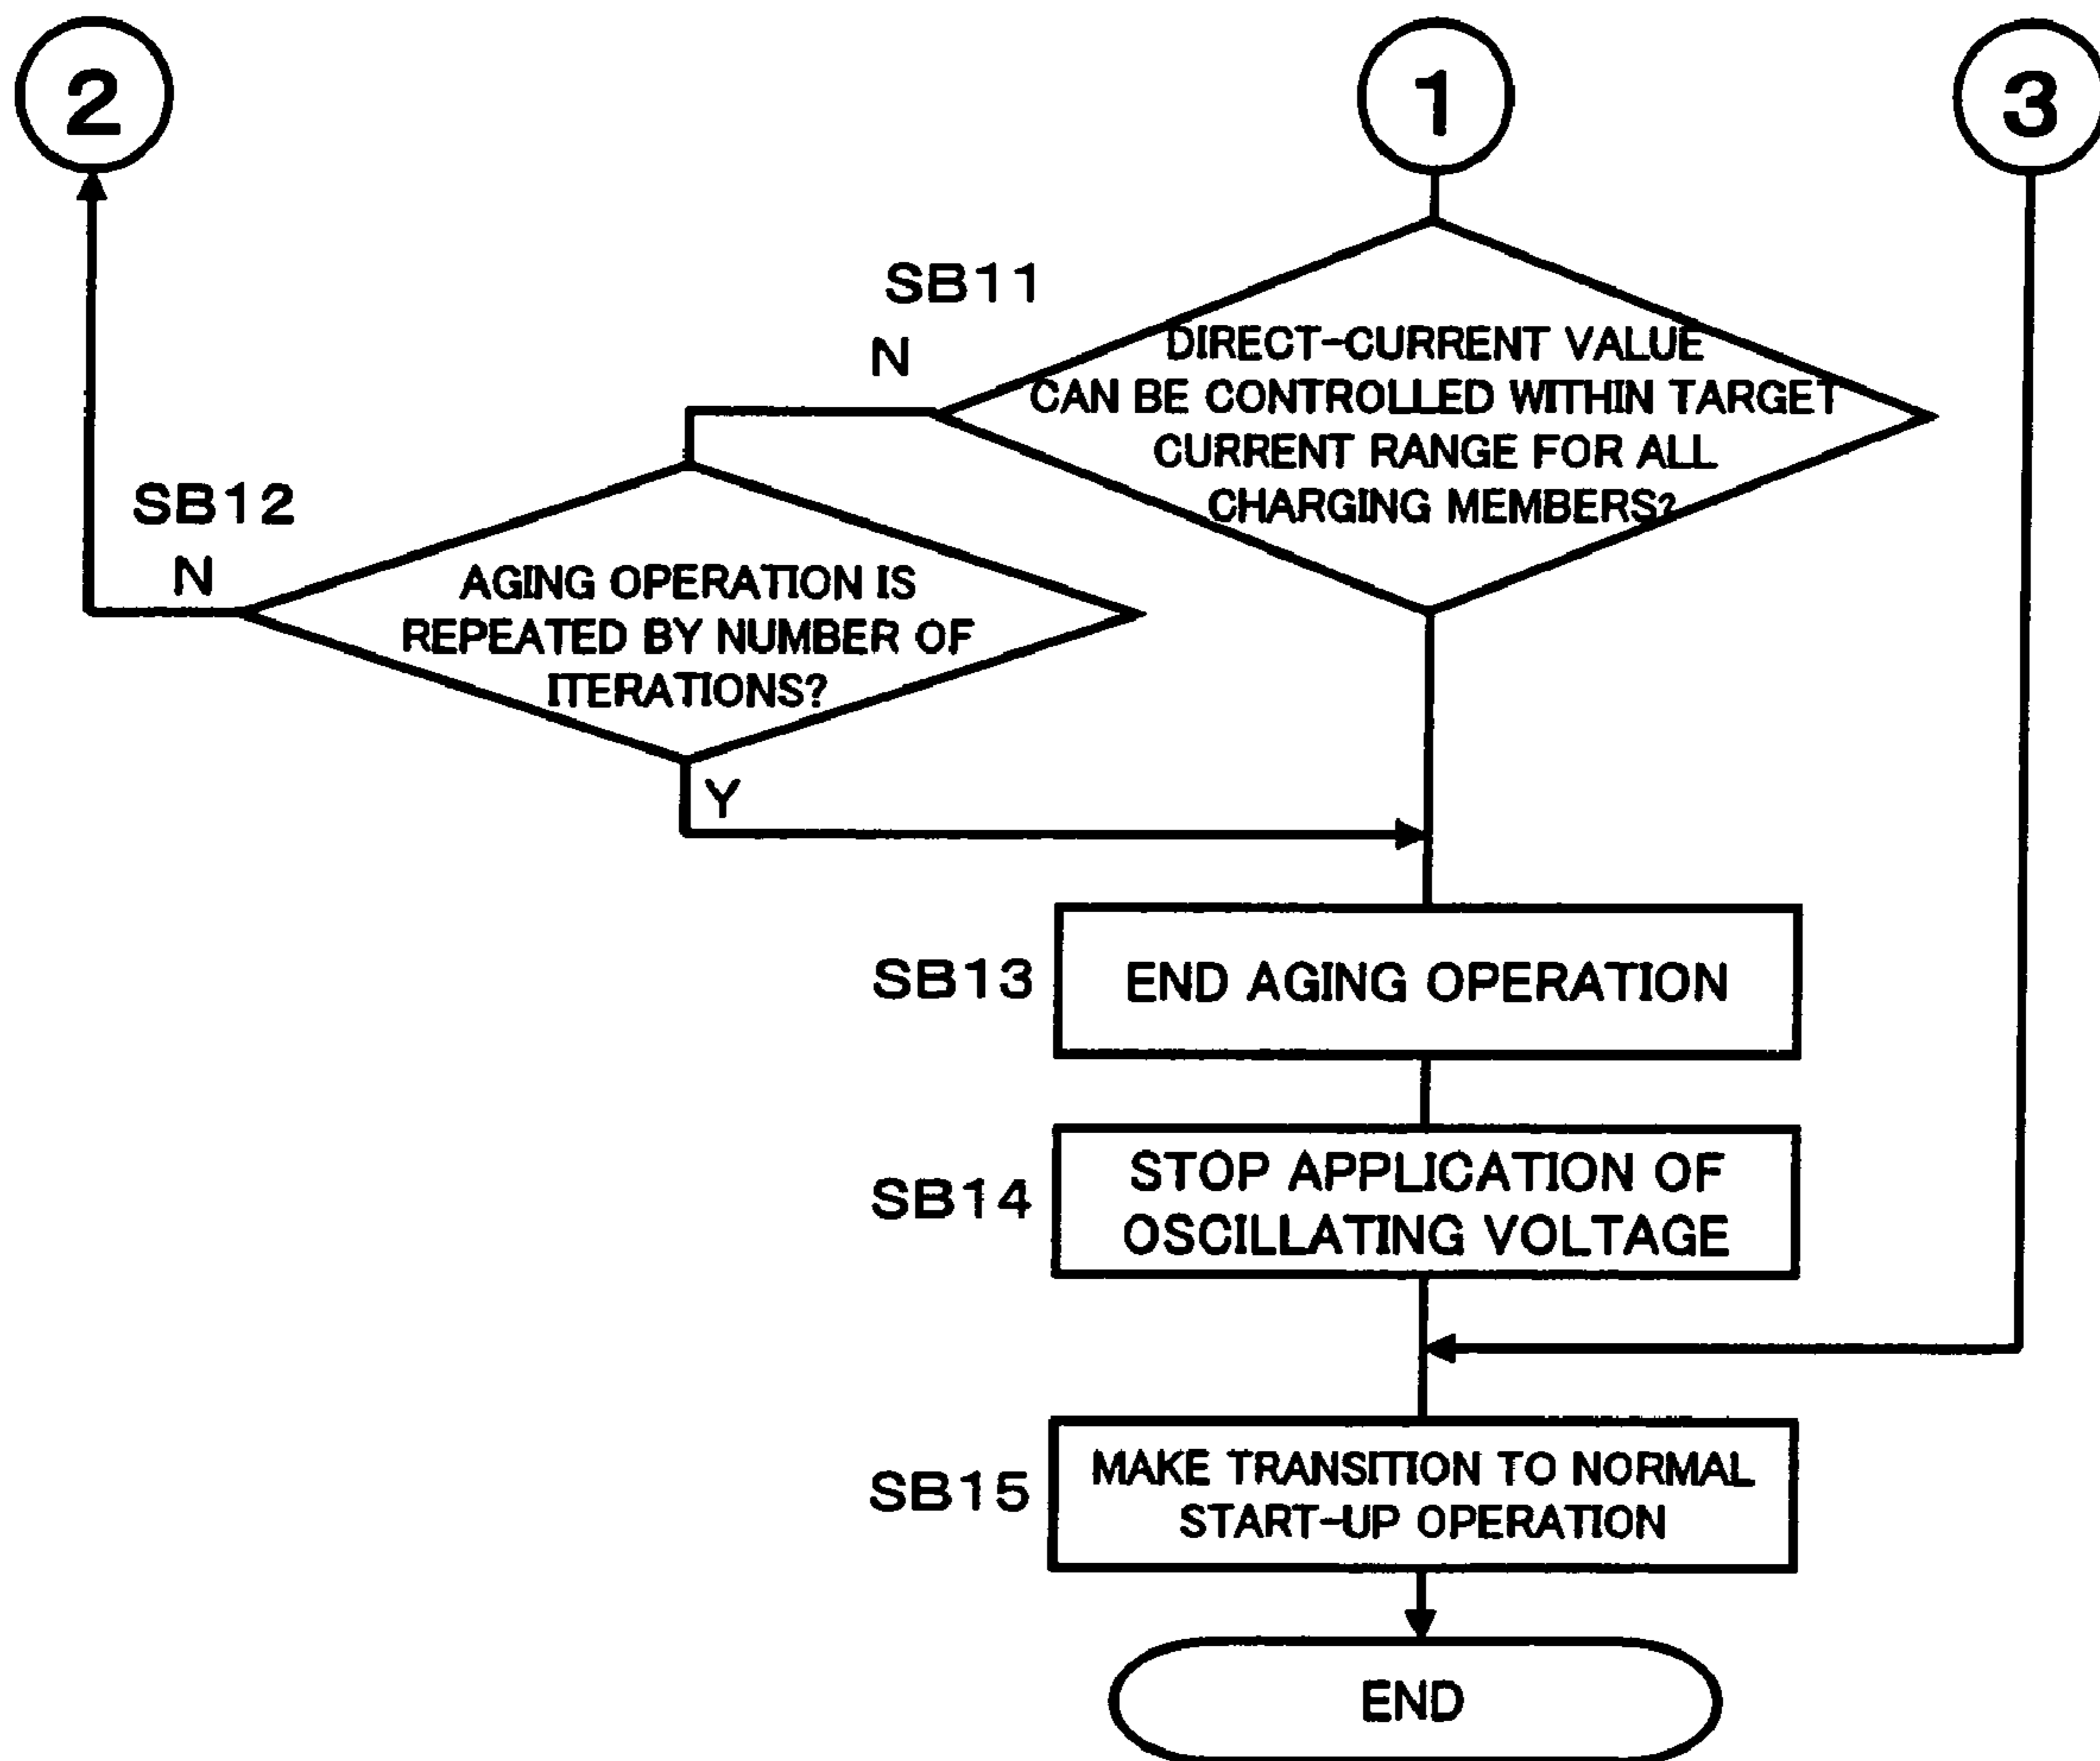 2
1
3
SB11
N
DIRECT-CURRENT VALUE
CAN BE CONTROLLED WITHIN TARGET
CURRENT RANGE FOR ALL
CHARGING MEMBERS?
SB12
N
AGING OPERATION IS
REPEATED BY NUMBER OF
ITERATIONS?
Y
SB13
END AGING OPERATION
SB14
STOP APPLICATION OF
OSCILLATING VOLTAGE
SB15
MAKE TRANSITION TO NORMAL
START-UP OPERATION
END